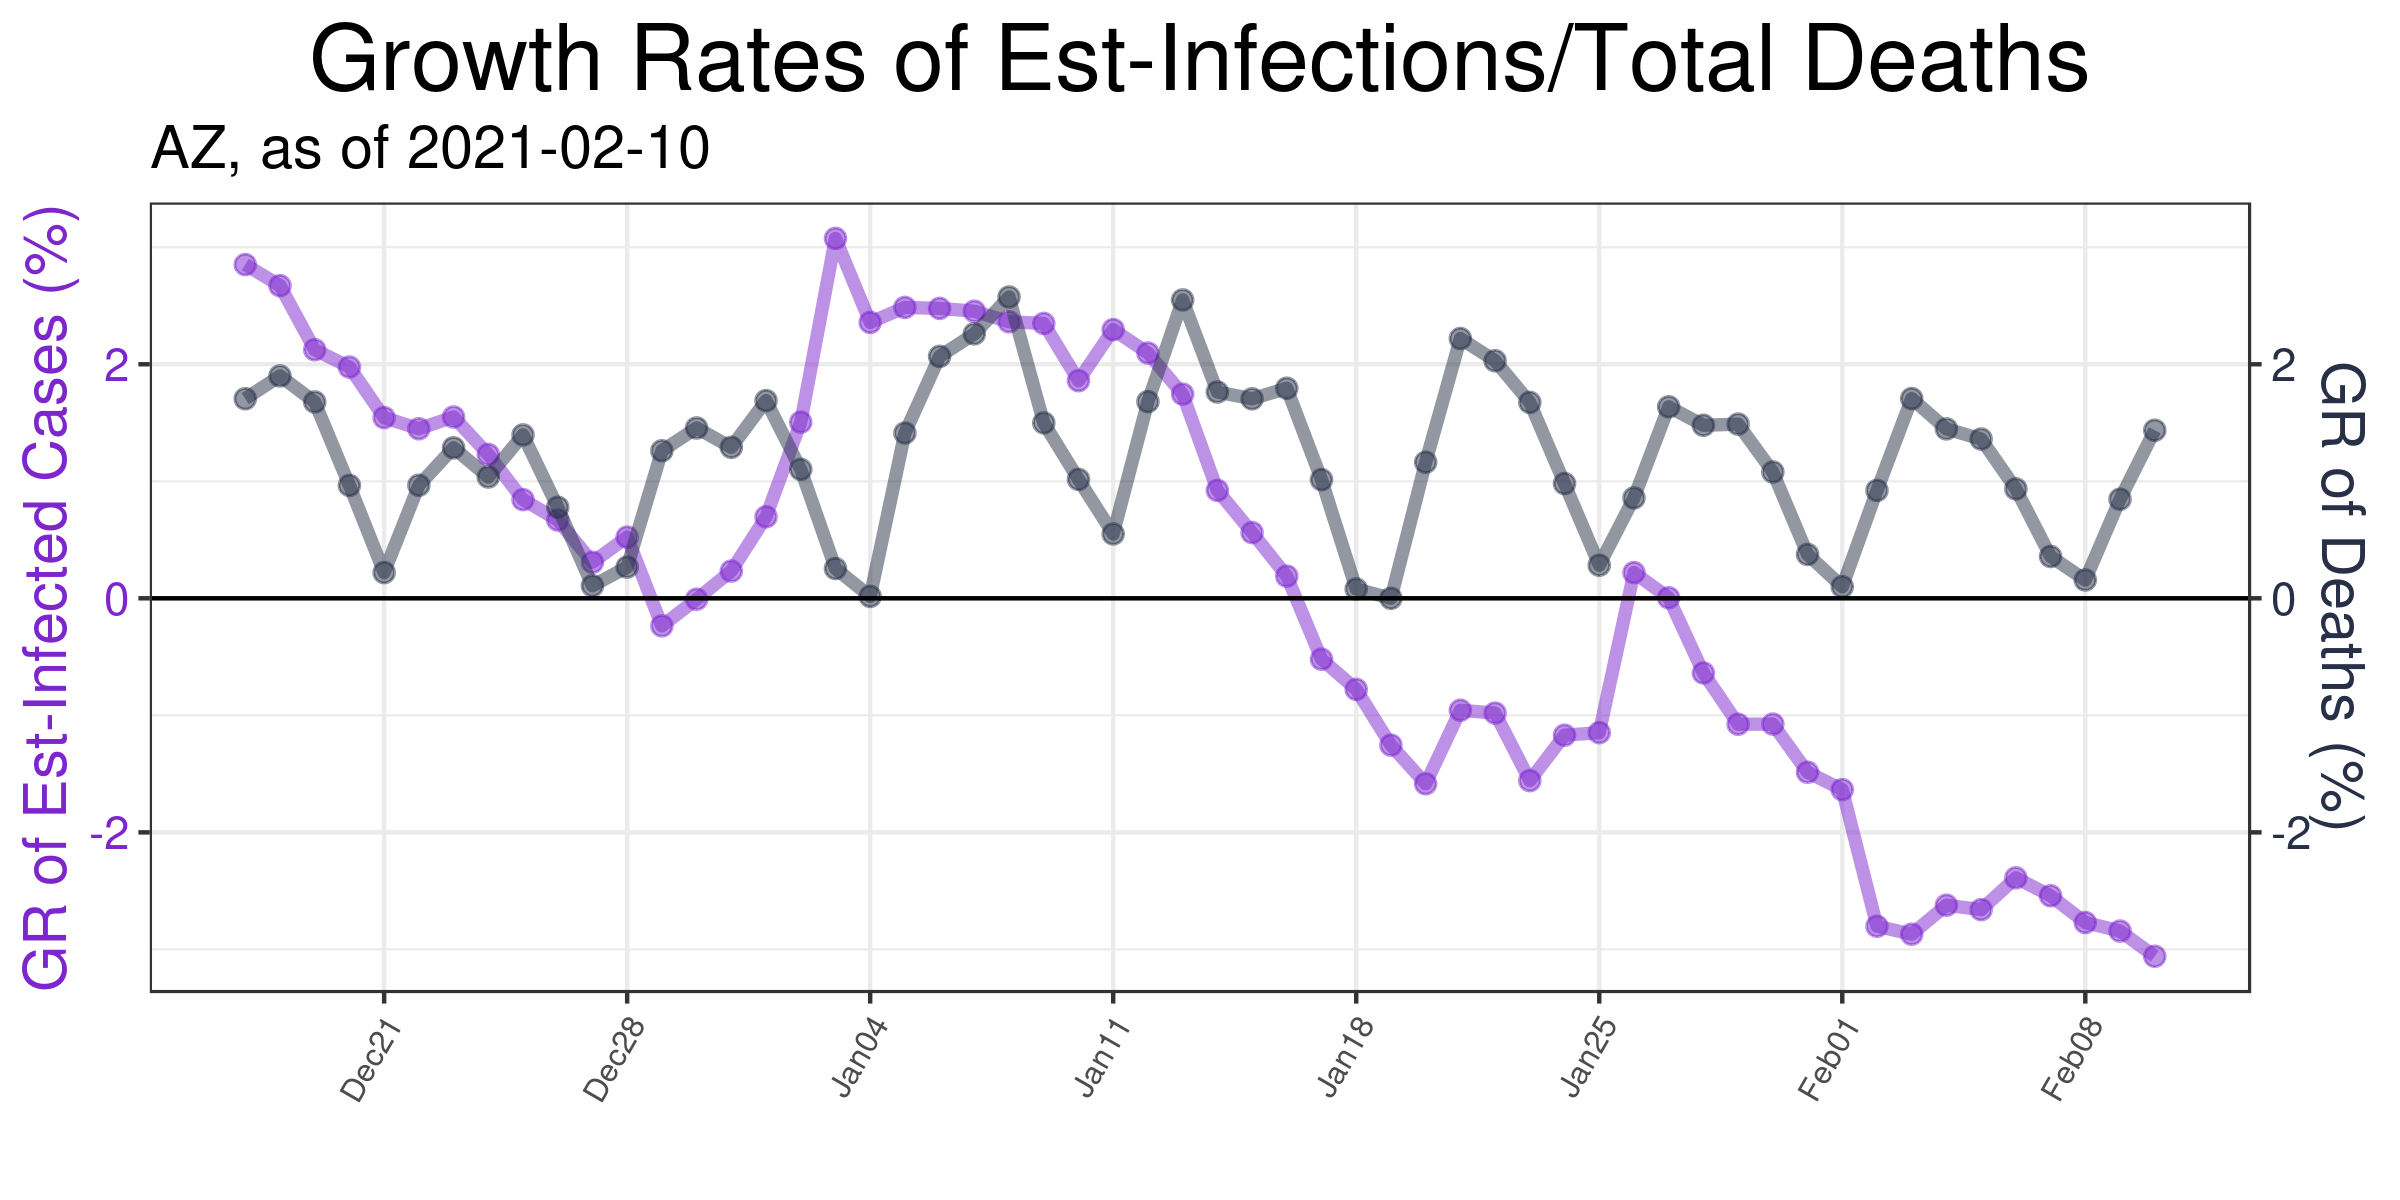 Growth Rates of Est-Infections/Total Deaths
AZ, as of 2021-02-10
GR of Est-Infected Cases (%)
2
0
-2
2
0
-2
GR of Deaths (%)
Dec21
Dec28
Jan04
Jan11
Jan18
Jan25
Feb01
Feb08